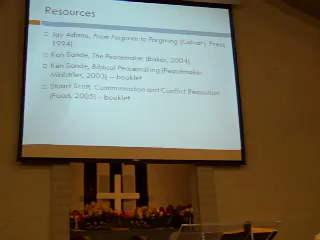 Resources
Jay Adams, From Forgiven to Forgiving (Calvary Press, 1994)
Ken Sande, The Peacemaker (Baker, 2004)
Ken Sande, Biblical Peacemaking (Peacemaker Ministries, 2003) – booklet
Stuart Scott, Communication and Conflict Resolution (Focus, 2005) – booklet